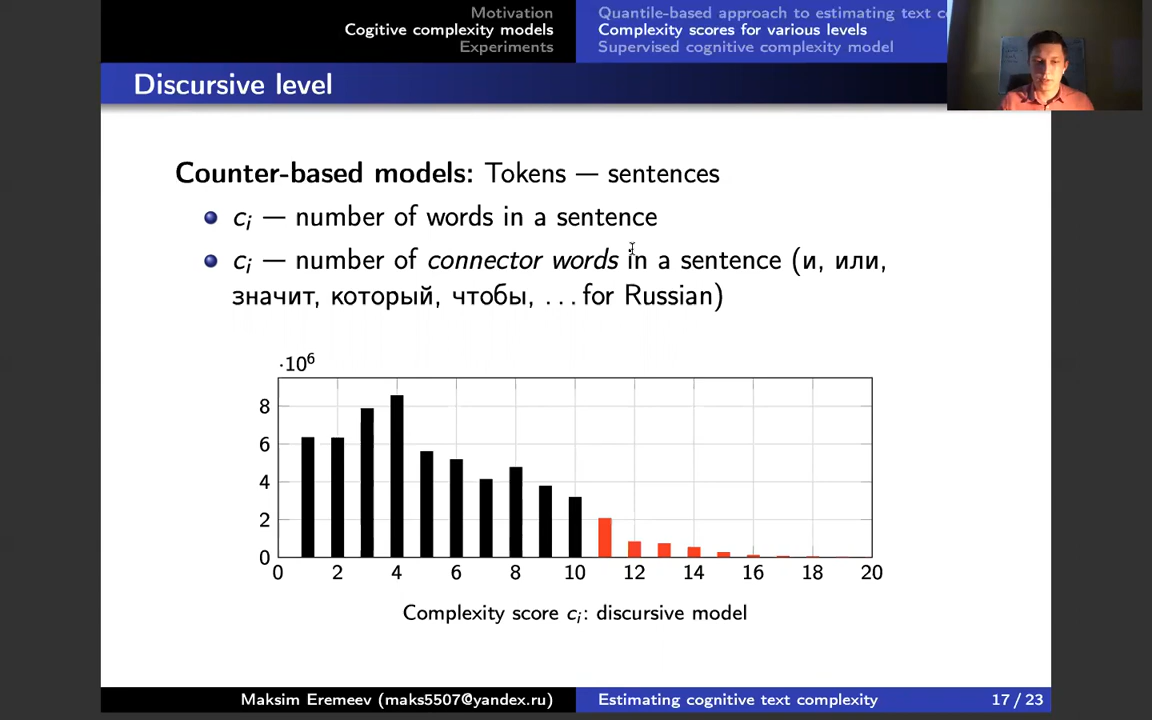 Motivation
Cogitive complexity models
Experiments
Quantile-based approach to estimating text
Complexity scores for various levels
Supervised cognitive complexity model
Discursive level
Counter-based models: Tokens — sentences
cᵢ — number of words in a sentence
cᵢ — number of connector words in a sentence (и, или,
значит, который, чтобы, ... for Russian)
·10⁶
8
6
4
2
0
0 2 4 6 8 10 12 14 16 18 20
Complexity score cᵢ: discursive model
Maksim Eremeev (maks5507@yandex.ru)
Estimating cognitive text complexity
17 / 23